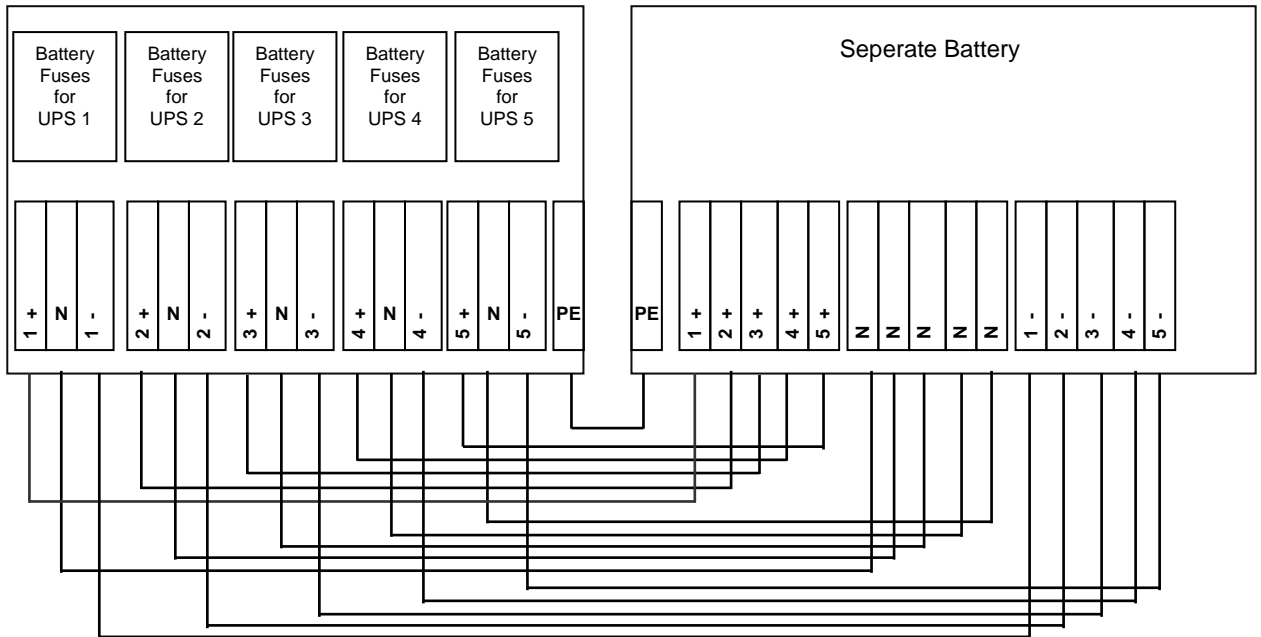 Battery
Fuses
for
UPS 1
Battery
Fuses
for
UPS 2
Battery
Fuses
for
UPS 3
Battery
Fuses
for
UPS 4
Battery
Fuses
for
UPS 5
Seperate Battery
1 +
N
1 -
2 +
N
2 -
3 +
N
3 -
4 +
N
4 -
5 +
N
5 -
PE
PE
1 +
2 +
3 +
4 +
5 +
N
N
N
N
N
1 -
2 -
3 -
4 -
5 -